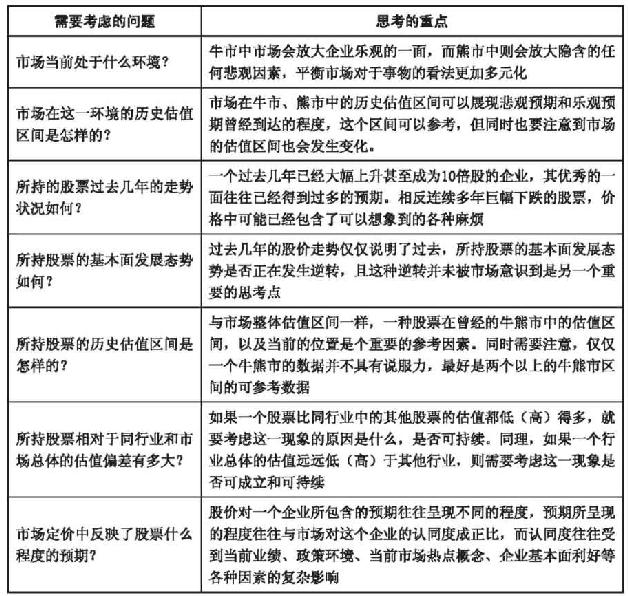 需要考虑的问题
思考的重点
市场当前处于什么环境?
牛市中市场会放大企业乐观的一面,而熊市中则会放大隐含的任
何悲观因素,平衡市场对于事物的看法更加多元化
市场在这一环境的历史估值
区间是怎样的?
市场在牛市、熊市中的历史估值区间可以展现悲观预期和乐观预
期曾经到达的程度,这个区间可以参考,但同时也要注意到市场
的估值区间也会发生变化。
所持的股票过去几年的走势
状况如何?
一个过去几年已经大幅上升甚至成为10倍股的企业,其优秀的一
面往往已经得到过多的预期。相反连续多年巨幅下跌的股票,价
格中可能已经包含了可以想象到的各种麻烦
所持股票的基本面发展态势
如何?
过去几年的股价走势仅仅说明了过去,所持股票的基本面发展态
势是否正在发生逆转,且这种逆转并未被市场意识到是另一个重
要的思考点
所持股票的历史估值区间是
怎样的?
与市场整体估值区间一样,一种股票在曾经的牛熊市中的估值区
间,以及当前的位置是个重要的参考因素。同时需要注意,仅仅
一个牛熊市的数据并不具有说服力,最好是两个以上的牛熊市区
间的可参考数据
所持股票相对于同行业和市
场总体的估值偏差有多大?
如果一个股票比同行业中的其他股票的估值都低(高)得多,就
要考虑这一现象的原因是什么,是否可持续。同理,如果一个行
业总体的估值远远低(高)于其他行业,则需要考虑这一现象是
否可成立和可持续
市场定价中反映了股票什么
程度的预期?
股价对一个企业所包含的预期往往呈现不同的程度,预期所呈现
的程度往往与市场对这个企业的认同度成正比,而认同度往往受
到当前业绩、政策环境、当前市场热点概念、企业基本面利好等
各种因素的复杂影响